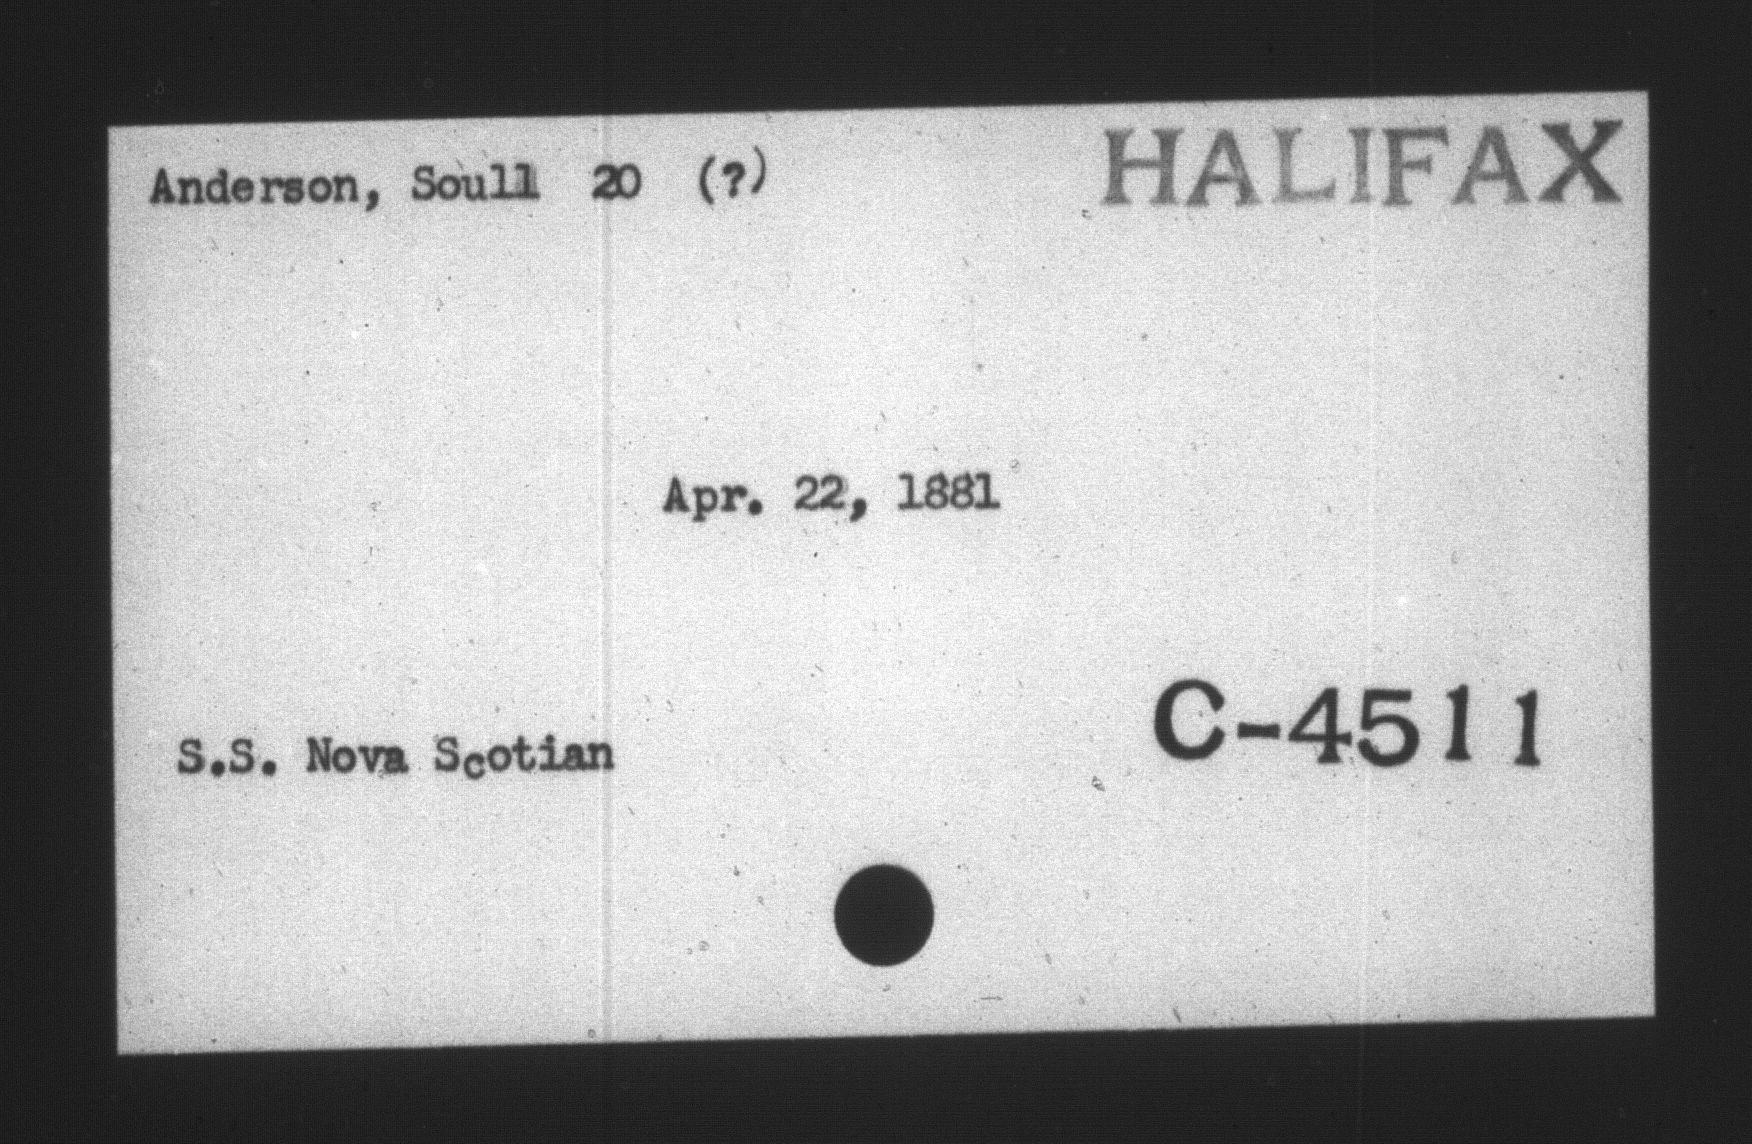 Anderson, Soull 20 (?)
HALIFAX
Apr. 22, 1881
S.S. Nova Scotian
C-4511